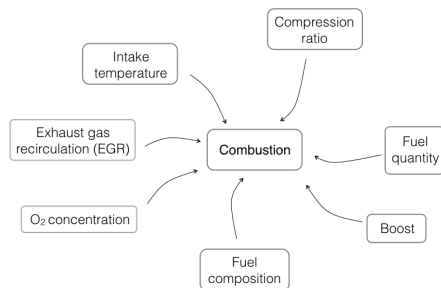 Compression
ratio
Intake
temperature
Exhaust gas
recirculation (EGR)
Combustion
Fuel
quantity
O₂ concentration
Boost
Fuel
composition